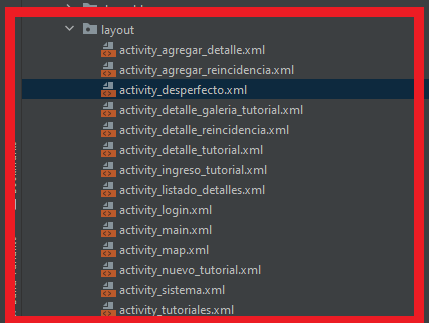 layout
activity_agregar_detalle.xml
activity_agregar_reincidencia.xml
activity_desperfecto.xml
activity_detalle_galeria_tutorial.xml
activity_detalle_reincidencia.xml
activity_detalle_tutorial.xml
activity_ingreso_tutorial.xml
activity_listado_detalles.xml
activity_login.xml
activity_main.xml
activity_map.xml
activity_nuevo_tutorial.xml
activity_sistema.xml
activity_tutoriales.xml